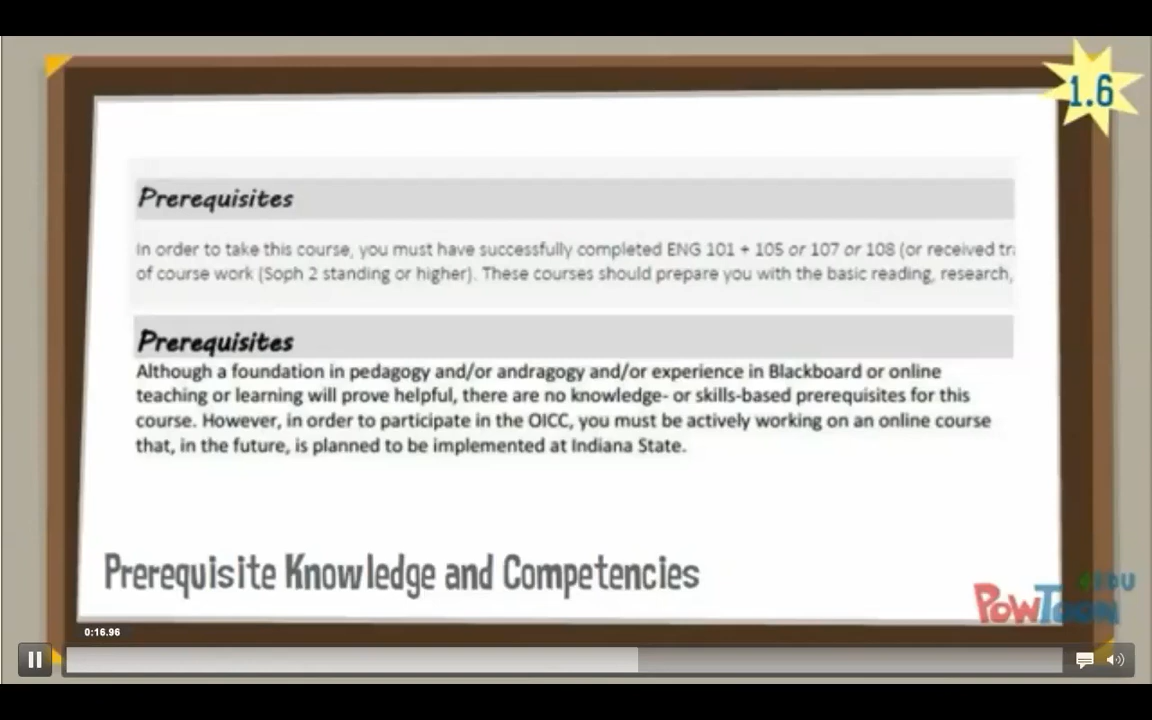 1.6
Prerequisites
In order to take this course, you must have successfully completed ENG 101 + 105 or 107 or 108 (or received
of course work (Soph 2 standing or higher). These courses should prepare you with the basic reading, research,
Prerequisites
Although a foundation in pedagogy and/or andragogy and/or experience in Blackboard or online
teaching or learning will prove helpful, there are no knowledge- or skills-based prerequisites for this
course. However, in order to participate in the OICC, you must be actively working on an online course
that, in the future, is planned to be implemented at Indiana State.
Prerequisite Knowledge and Competencies
4EDU
PowToon
0:16.96